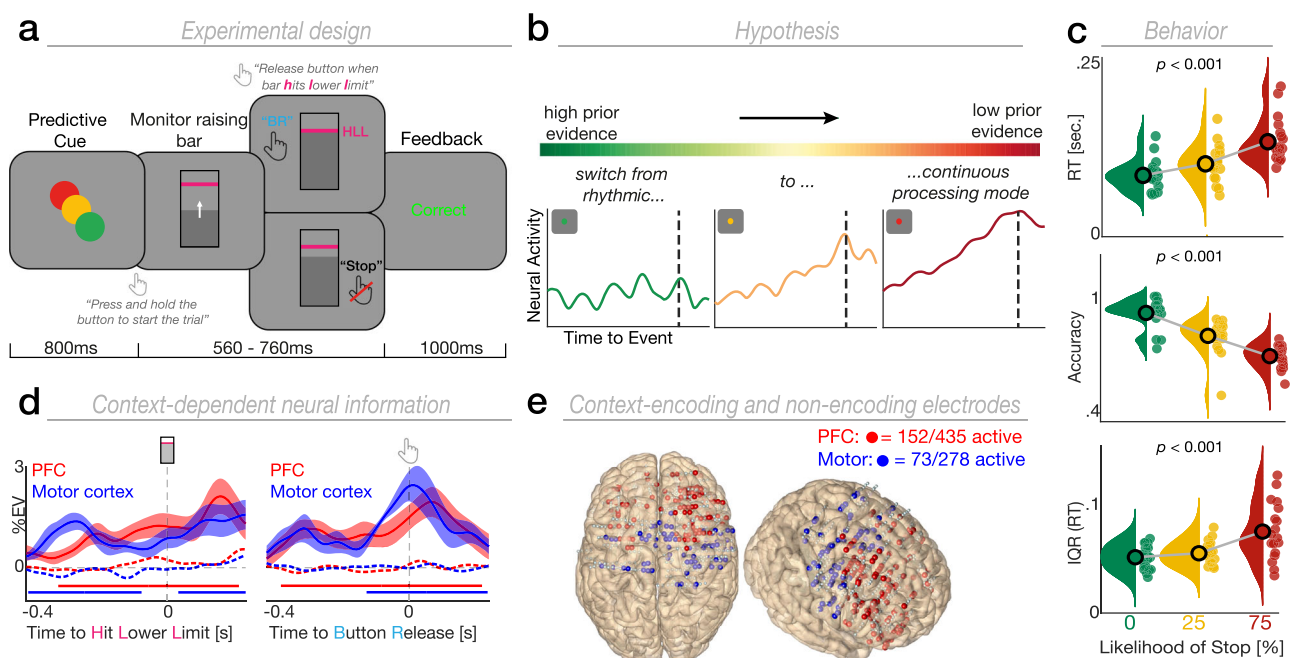 a
Experimental design
"Release button when
bar hits lower limit"
Predictive
Cue
Monitor raising
bar
"BR"
HLL
Feedback
Correct
"Stop"
"Press and hold the
button to start the trial"
800ms
560 - 760ms
1000ms
b
Hypothesis
high prior
evidence
low prior
evidence
switch from
rhythmic...
to ...
...continuous
processing mode
Neural Activity
Time to Event
c
Behavior
.25
p < 0.001
RT [sec.]
0
p < 0.001
1
Accuracy
.4
p < 0.001
.1
IQR (RT)
0
0 25 75
Likelihood of Stop [%]
d
Context-dependent neural information
3
PFC
Motor cortex
%EV
0
-0.4 0
Time to Hit Lower Limit [s]
PFC
Motor cortex
-0.4 0
Time to Button Release [s]
e
Context-encoding and non-encoding electrodes
PFC: = 152/435 active
Motor: = 73/278 active